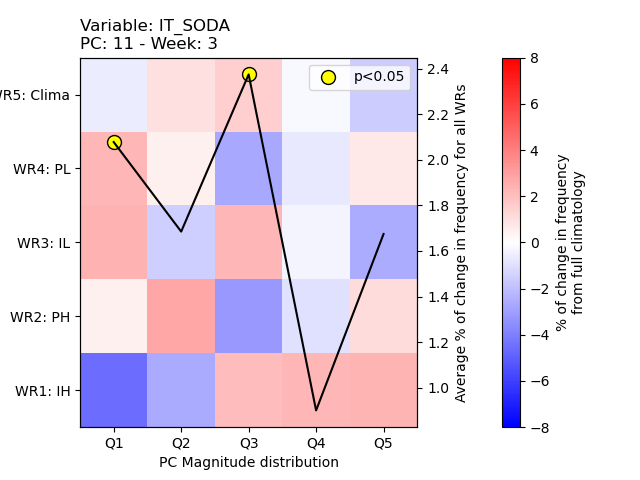 Variable: IT_SODA
PC: 11 - Week: 3
p<0.05
WR5: Clima
WR4: PL
WR3: IL
WR2: PH
WR1: IH
Q1 Q2 Q3 Q4 Q5
PC Magnitude distribution
2.4
2.2
2.0
1.8
1.6
1.4
1.2
1.0
Average % of change in frequency for all WRs
8
6
4
2
0
−2
−4
−6
−8
% of change in frequency
from full climatology